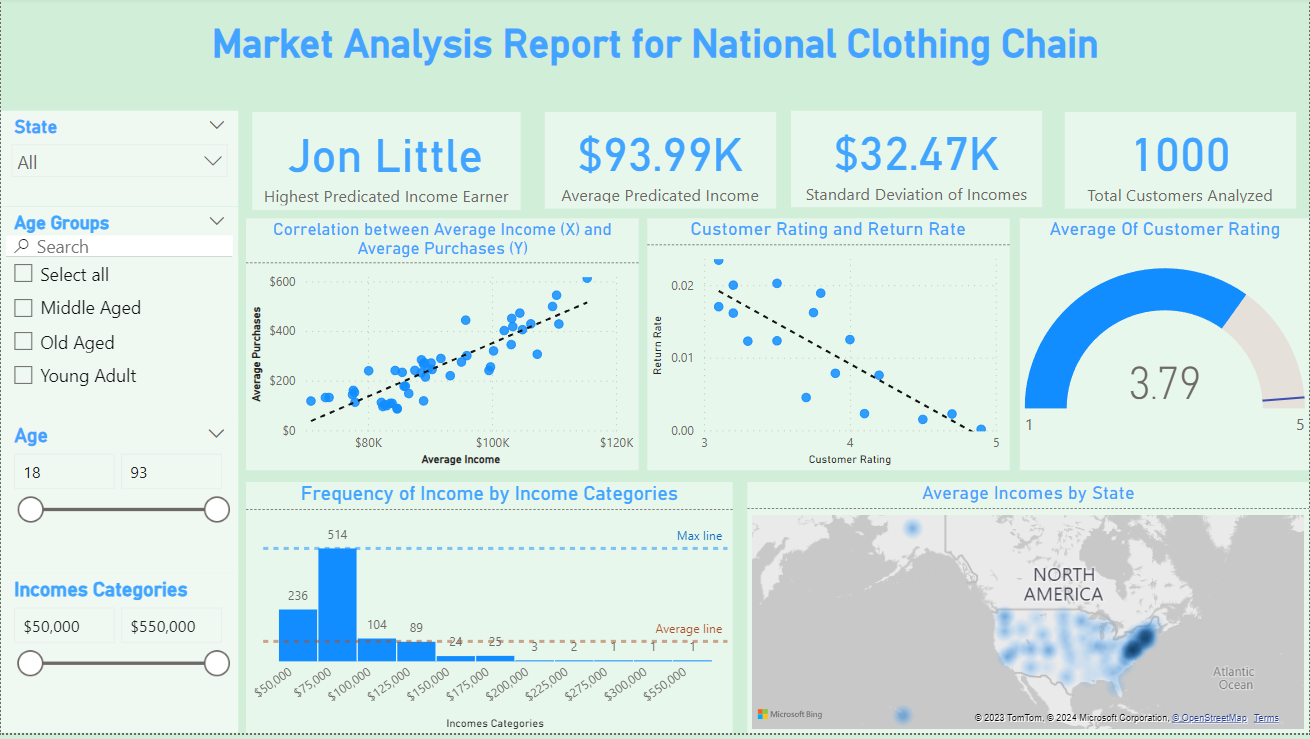 Market Analysis Report for National Clothing Chain
State
All
Age Groups
Search
Select all
Middle Aged
Old Aged
Young Adult
Age
18 93
Incomes Categories
$50,000 $550,000
Jon Little
Highest Predicated Income Earner
$93.99K
Average Predicated Income
$32.47K
Standard Deviation of Incomes
1000
Total Customers Analyzed
Correlation between Average Income (X) and
Average Purchases (Y)
Average Purchases
$600
$400
$200
$0
$80K $100K $120K
Average Income
Customer Rating and Return Rate
Return Rate
0.02
0.01
0.00
3 4 5
Customer Rating
Average Of Customer Rating
3.79
1 5
Frequency of Income by Income Categories
Max line
Average line
236 514 104 89 24 25 3 2 1 1 1
$50,000 $75,000 $100,000 $125,000 $150,000 $175,000 $200,000 $225,000 $275,000 $300,000 $550,000
Incomes Categories
Average Incomes by State
NORTH
AMERICA
Atlantic
Ocean
Microsoft Bing
© 2023 TomTom, © 2024 Microsoft Corporation, © OpenStreetMap Terms